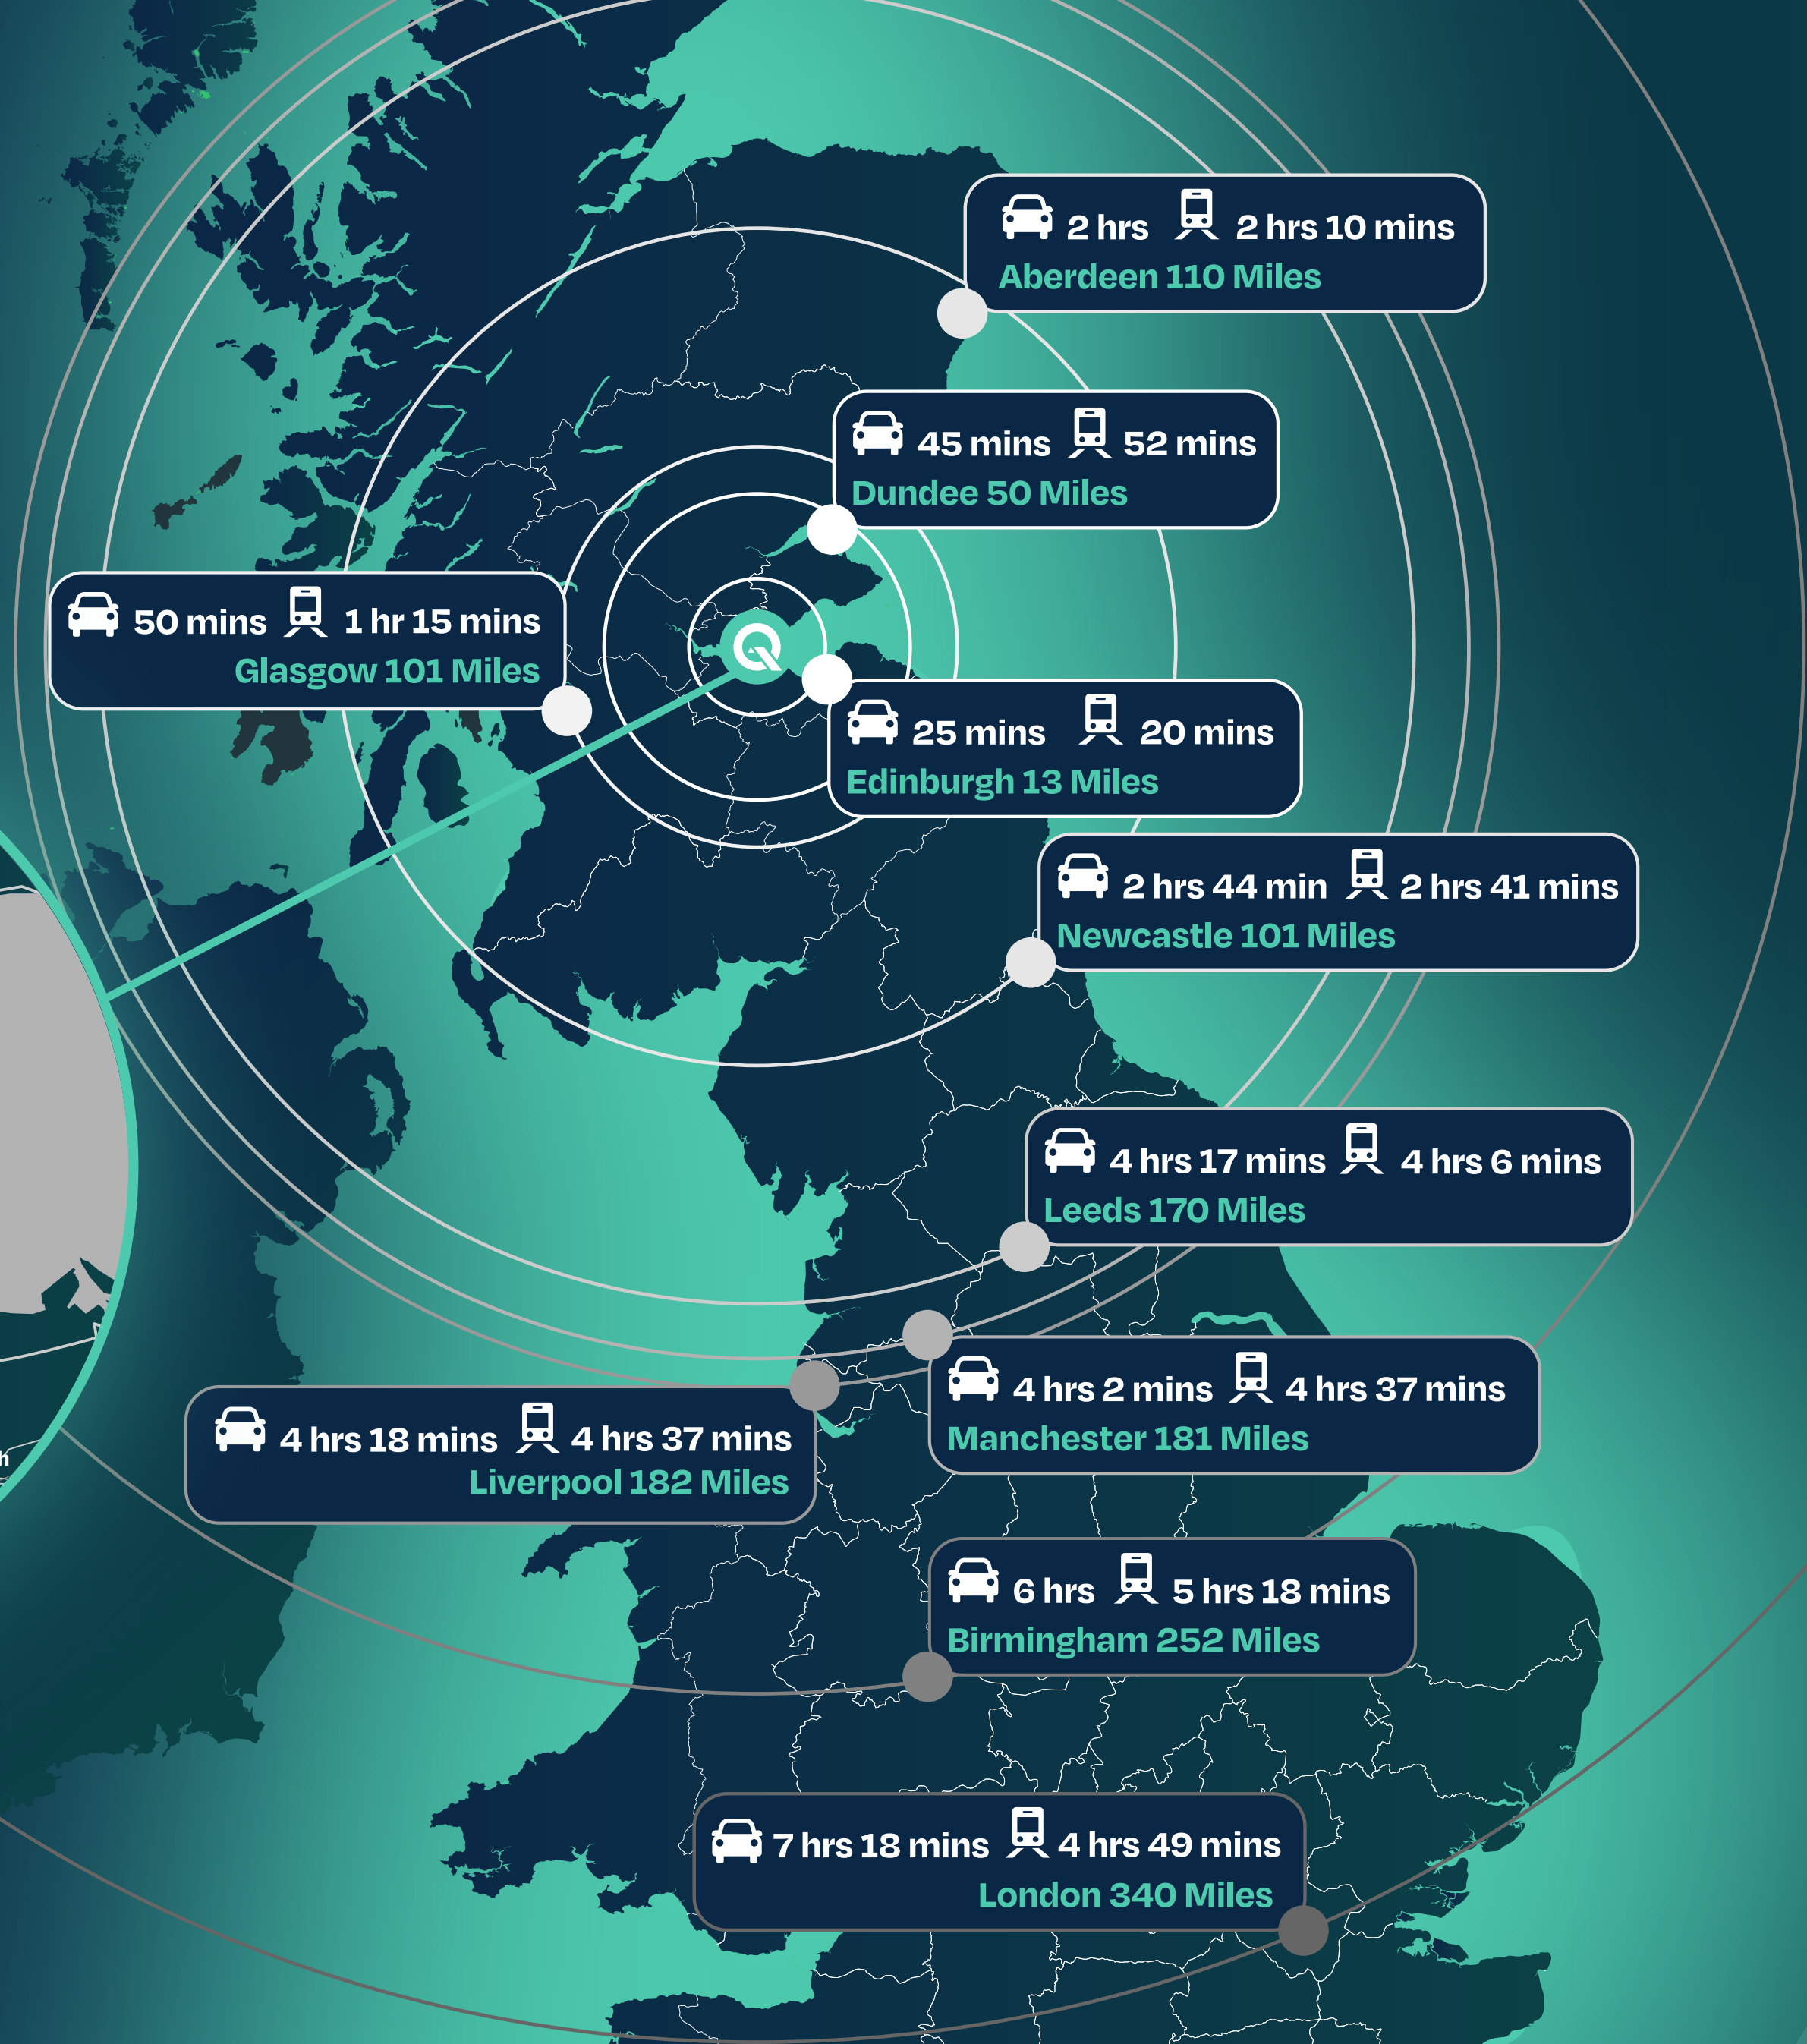 2 hrs 2 hrs 10 mins
Aberdeen 110 Miles
45 mins 52 mins
Dundee 50 Miles
50 mins 1 hr 15 mins
Glasgow 101 Miles
Q
25 mins 20 mins
Edinburgh 13 Miles
2 hrs 44 min 2 hrs 41 mins
Newcastle 101 Miles
4 hrs 17 mins 4 hrs 6 mins
Leeds 170 Miles
4 hrs 2 mins 4 hrs 37 mins
Manchester 181 Miles
4 hrs 18 mins 4 hrs 37 mins
Liverpool 182 Miles
6 hrs 5 hrs 18 mins
Birmingham 252 Miles
7 hrs 18 mins 4 hrs 49 mins
London 340 Miles